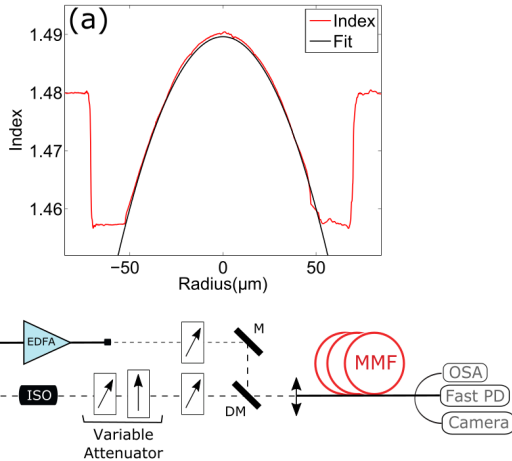 (a)
Index
Fit
1.49
1.48
1.47
1.46
Index
−50
0
50
Radius(µm)
EDFA
M
MMF
OSA
ISO
DM
Fast PD
Camera
Variable
Attenuator